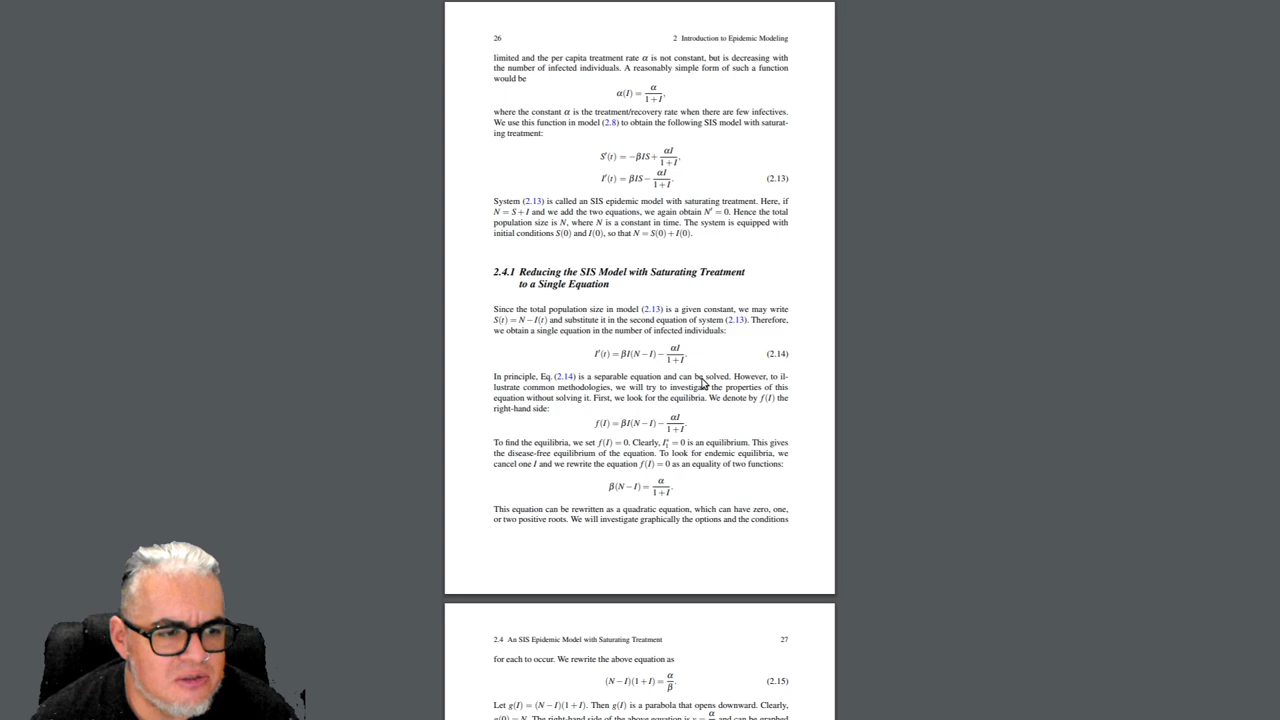 26
2 Introduction to Epidemic Modeling
limited and the per capita treatment rate α is not constant, but is decreasing with
the number of infected individuals. A reasonably simple form of such a function
would be
α(I) = α/(1+I),
where the constant α is the treatment/recovery rate when there are few infectives.
We use this function in model (2.8) to obtain the following SIS model with saturat-
ing treatment:
S′(t) = −βIS + αI/(1+I),
I′(t) = βIS − αI/(1+I). (2.13)
System (2.13) is called an SIS epidemic model with saturating treatment. Here, if
N = S+I and we add the two equations, we again obtain N′ = 0. Hence the total
population size is N, where N is a constant in time. The system is equipped with
initial conditions S(0) and I(0), so that N = S(0)+I(0).
2.4.1 Reducing the SIS Model with Saturating Treatment
to a Single Equation
Since the total population size in model (2.13) is a given constant, we may write
S(t) = N−I(t) and substitute it in the second equation of system (2.13). Therefore,
we obtain a single equation in the number of infected individuals:
I′(t) = βI(N−I) − αI/(1+I). (2.14)
In principle, Eq. (2.14) is a separable equation and can be solved. However, to il-
lustrate common methodologies, we will try to investigate the properties of this
equation without solving it. First, we look for the equilibria. We denote by f(I) the
right-hand side:
f(I) = βI(N−I) − αI/(1+I).
To find the equilibria, we set f(I) = 0. Clearly, I₁* = 0 is an equilibrium. This gives
the disease-free equilibrium of the equation. To look for endemic equilibria, we
cancel one I and we rewrite the equation f(I) = 0 as an equality of two functions:
β(N−I) = α/(1+I).
This equation can be rewritten as a quadratic equation, which can have zero, one,
or two positive roots. We will investigate graphically the options and the conditions
2.4 An SIS Epidemic Model with Saturating Treatment
27
for each to occur. We rewrite the above equation as
(N−I)(1+I) = α/β. (2.15)
Let g(I) = (N−I)(1+I). Then g(I) is a parabola that opens downward. Clearly,
g(0) = N. The right-hand side of the above equation is y = α and can be graphed